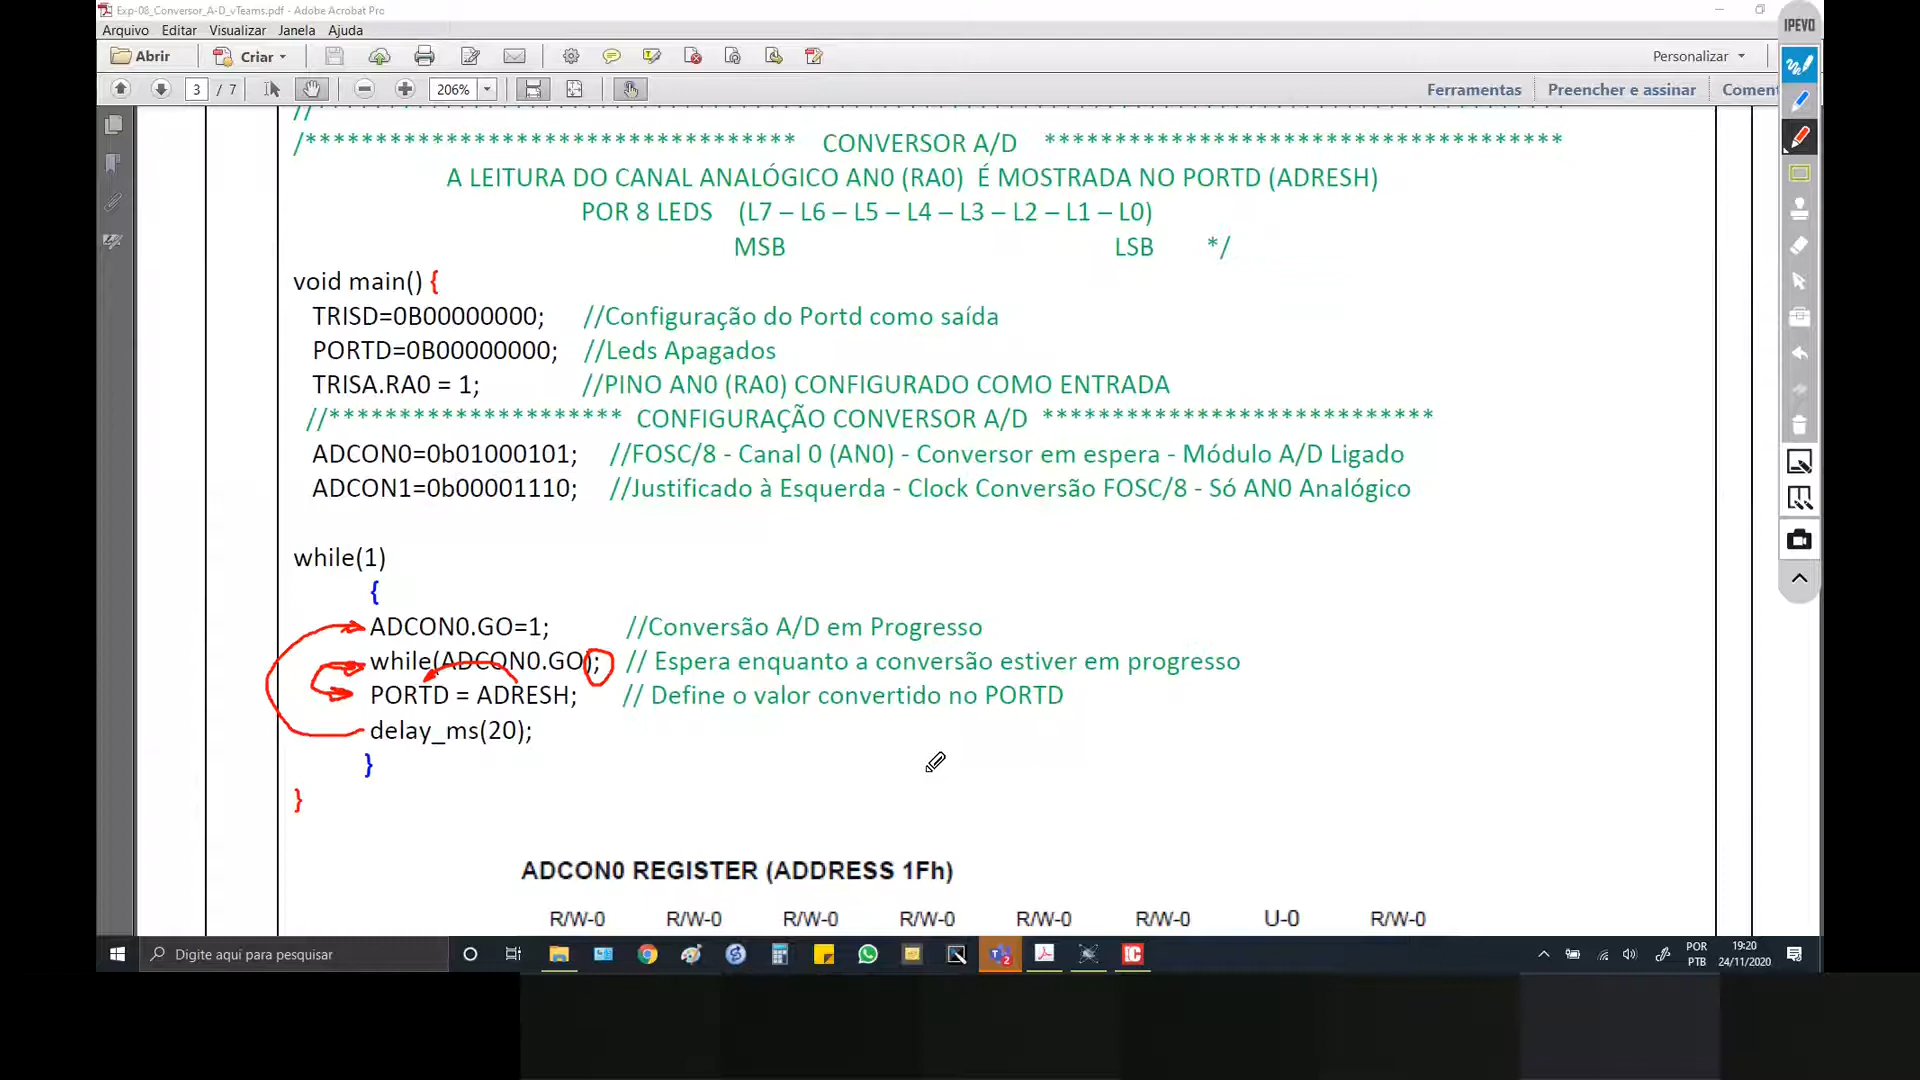 Exp-08_Conversor_A-D_vTeams.pdf - Adobe Acrobat Pro
IPEVO
Arquivo Editar Visualizar Janela Ajuda
Abrir Criar Personalizar
3 / 7 206% Ferramentas Preencher e assinar Coment
//
/*********************************** CONVERSOR A/D *************************************
A LEITURA DO CANAL ANALÓGICO AN0 (RA0) É MOSTRADA NO PORTD (ADRESH)
POR 8 LEDS (L7 – L6 – L5 – L4 – L3 – L2 – L1 – L0)
MSB LSB */
void main() {
TRISD=0B00000000; //Configuração do Portd como saída
PORTD=0B00000000; //Leds Apagados
TRISA.RA0 = 1; //PINO AN0 (RA0) CONFIGURADO COMO ENTRADA
//********************* CONFIGURAÇÃO CONVERSOR A/D ****************************
ADCON0=0b01000101; //FOSC/8 - Canal 0 (AN0) - Conversor em espera - Módulo A/D Ligado
ADCON1=0b00001110; //Justificado à Esquerda - Clock Conversão FOSC/8 - Só AN0 Analógico
while(1)
{
ADCON0.GO=1; //Conversão A/D em Progresso
while(ADCON0.GO); // Espera enquanto a conversão estiver em progresso
PORTD = ADRESH; // Define o valor convertido no PORTD
delay_ms(20);
}
}
ADCON0 REGISTER (ADDRESS 1Fh)
R/W-0 R/W-0 R/W-0 R/W-0 R/W-0 R/W-0 U-0 R/W-0
Digite aqui para pesquisar
POR 19:20
PTB 24/11/2020